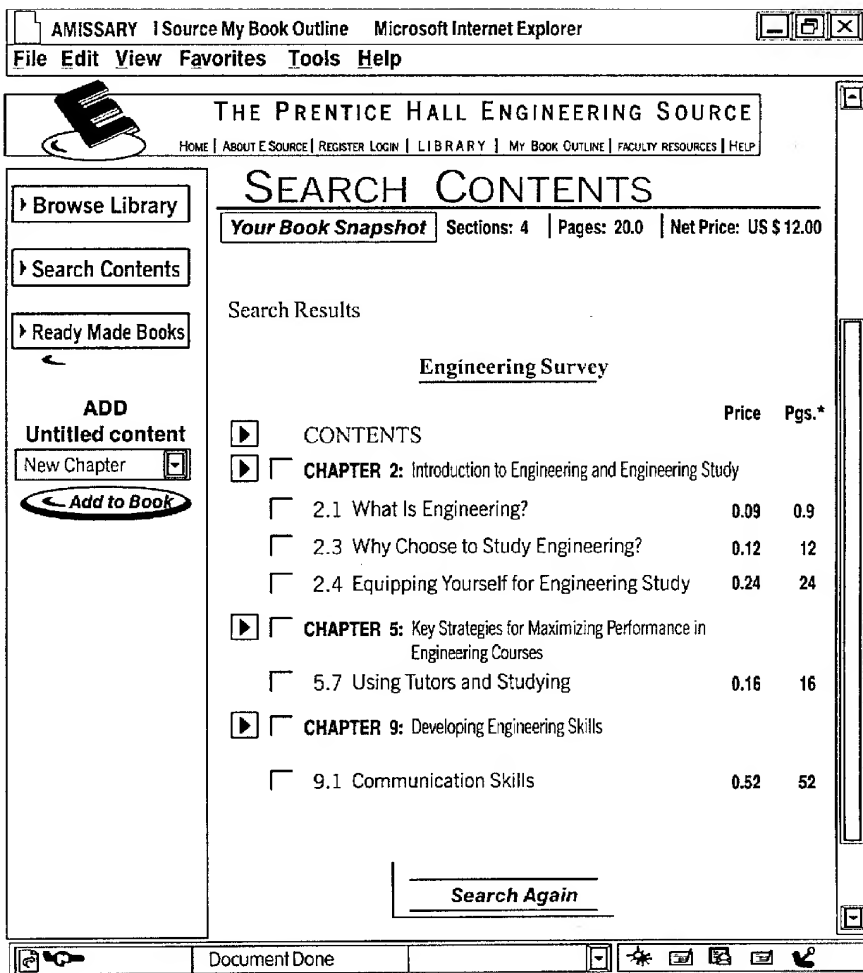 AMISSARY I Source My Book Outline Microsoft Internet Explorer
File Edit View Favorites Tools Help
THE PRENTICE HALL ENGINEERING SOURCE
HOME | ABOUT E SOURCE | REGISTER LOGIN | LIBRARY | MY BOOK OUTLINE | FACULTY RESOURCES | HELP
Browse Library
Search Contents
Ready Made Books
ADD
Untitled content
New Chapter
Add to Book
SEARCH CONTENTS
Your Book Snapshot Sections: 4 | Pages: 20.0 | Net Price: US $ 12.00
Search Results
Engineering Survey
Price Pgs.*
CONTENTS
CHAPTER 2: Introduction to Engineering and Engineering Study
2.1 What Is Engineering? 0.09 0.9
2.3 Why Choose to Study Engineering? 0.12 12
2.4 Equipping Yourself for Engineering Study 0.24 24
CHAPTER 5: Key Strategies for Maximizing Performance in
Engineering Courses
5.7 Using Tutors and Studying 0.16 16
CHAPTER 9: Developing Engineering Skills
9.1 Communication Skills 0.52 52
Search Again
Document Done